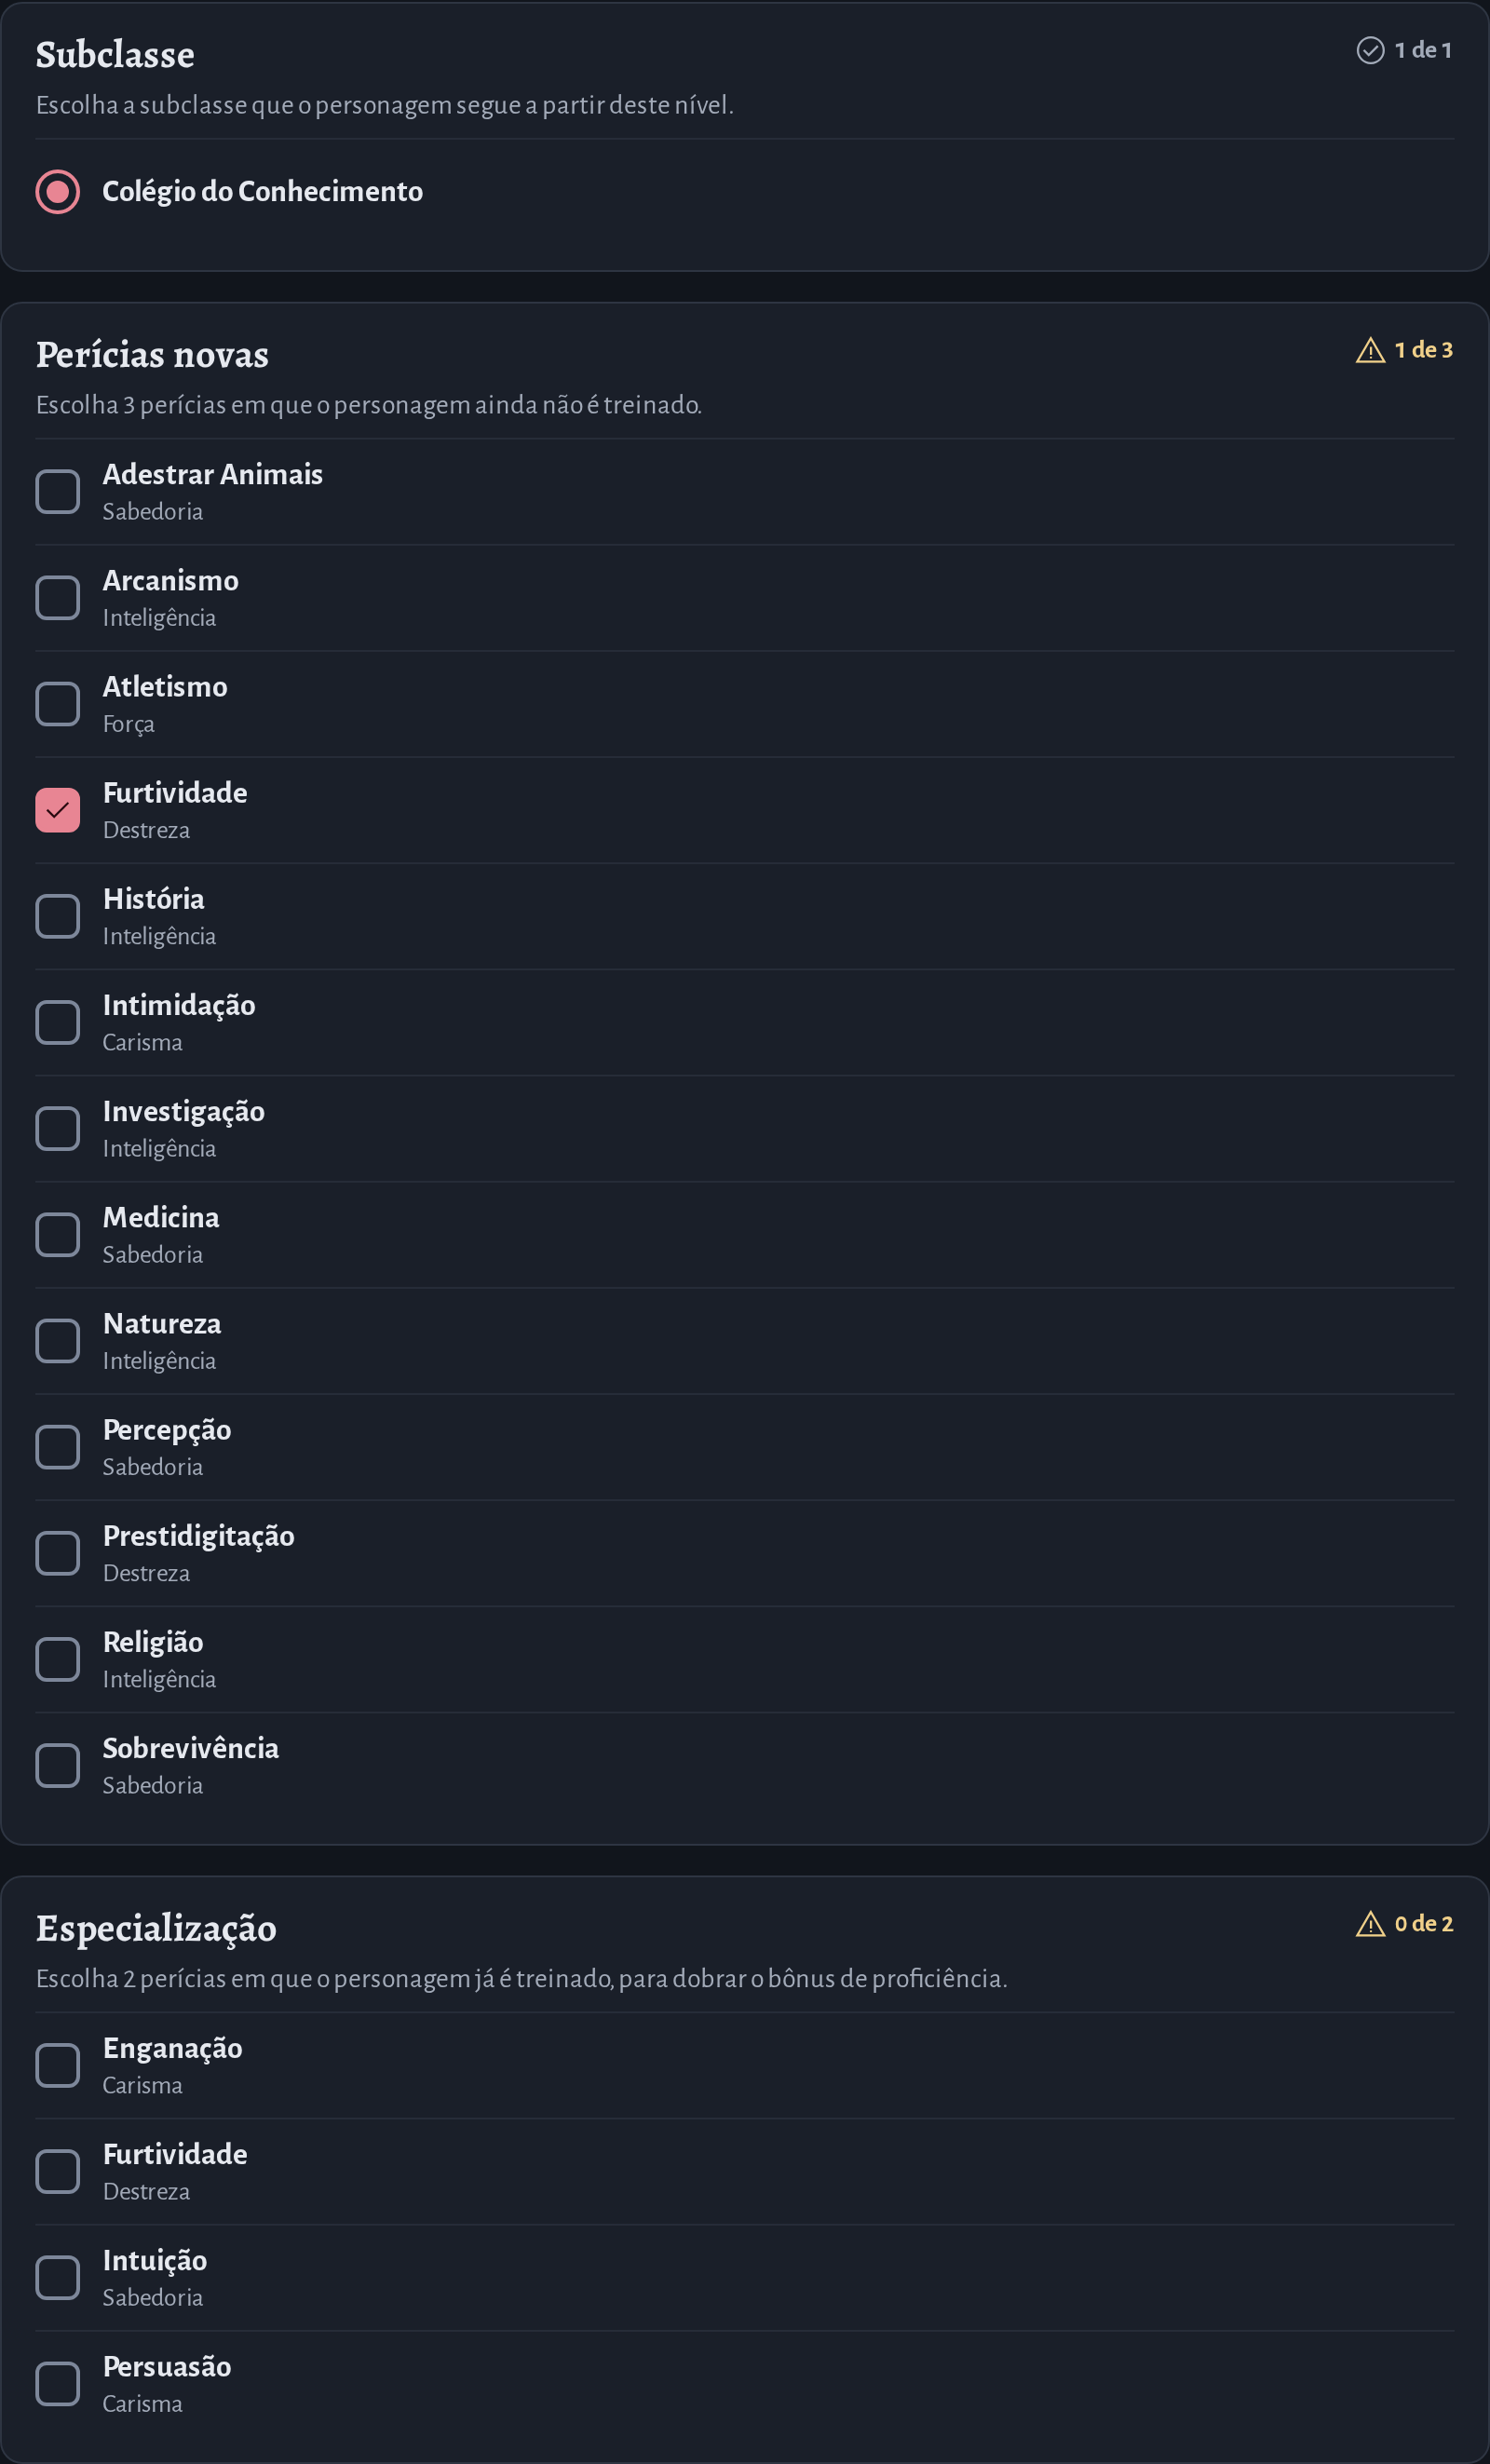 Subclasse
1 de 1
Escolha a subclasse que o personagem segue a partir deste nível.
Colégio do Conhecimento
Perícias novas
1 de 3
Escolha 3 perícias em que o personagem ainda não é treinado.
Adestrar Animais
Sabedoria
Arcanismo
Inteligência
Atletismo
Força
Furtividade
Destreza
História
Inteligência
Intimidação
Carisma
Investigação
Inteligência
Medicina
Sabedoria
Natureza
Inteligência
Percepção
Sabedoria
Prestidigitação
Destreza
Religião
Inteligência
Sobrevivência
Sabedoria
Especialização
0 de 2
Escolha 2 perícias em que o personagem já é treinado, para dobrar o bônus de proficiência.
Enganação
Carisma
Furtividade
Destreza
Intuição
Sabedoria
Persuasão
Carisma